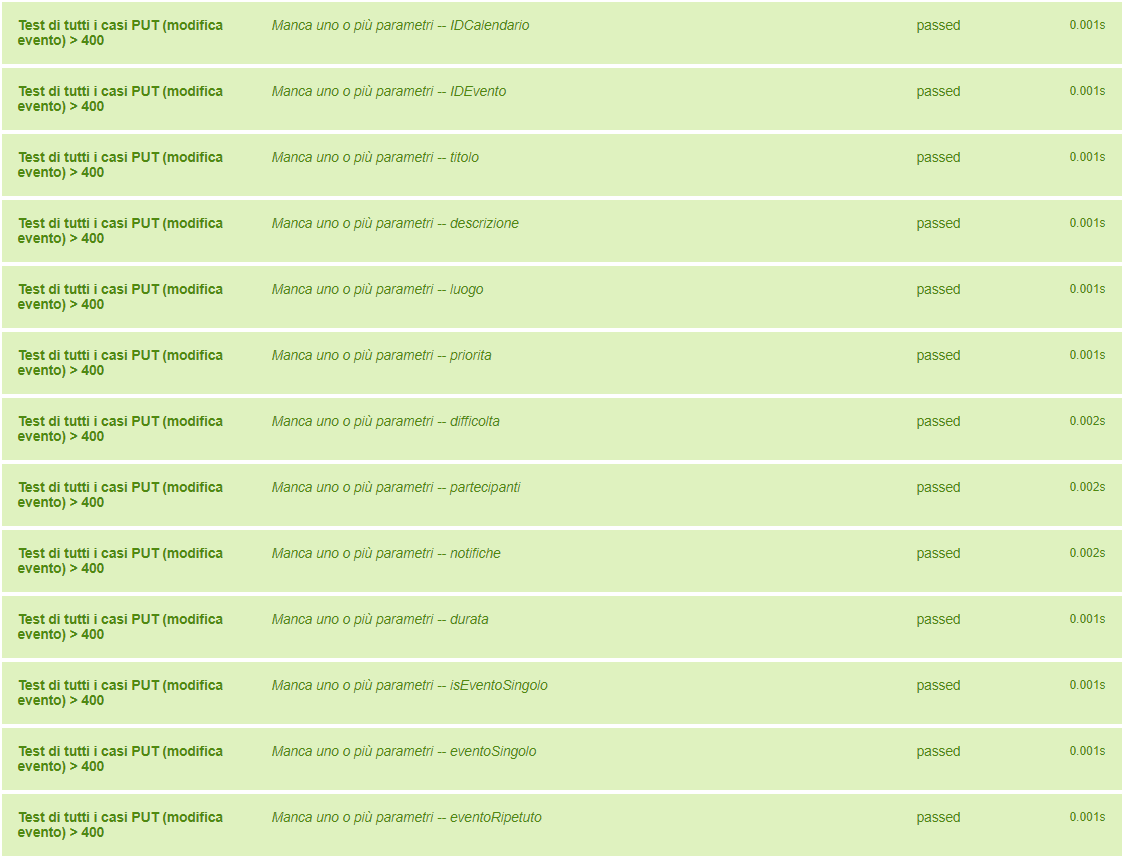 Test di tutti i casi PUT (modifica Manca uno o più parametri -- IDCalendario passed 0.001s
evento) > 400
Test di tutti i casi PUT (modifica Manca uno o più parametri -- IDEvento passed 0.001s
evento) > 400
Test di tutti i casi PUT (modifica Manca uno o più parametri -- titolo passed 0.001s
evento) > 400
Test di tutti i casi PUT (modifica Manca uno o più parametri -- descrizione passed 0.001s
evento) > 400
Test di tutti i casi PUT (modifica Manca uno o più parametri -- luogo passed 0.001s
evento) > 400
Test di tutti i casi PUT (modifica Manca uno o più parametri -- priorita passed 0.001s
evento) > 400
Test di tutti i casi PUT (modifica Manca uno o più parametri -- difficolta passed 0.002s
evento) > 400
Test di tutti i casi PUT (modifica Manca uno o più parametri -- partecipanti passed 0.002s
evento) > 400
Test di tutti i casi PUT (modifica Manca uno o più parametri -- notifiche passed 0.002s
evento) > 400
Test di tutti i casi PUT (modifica Manca uno o più parametri -- durata passed 0.001s
evento) > 400
Test di tutti i casi PUT (modifica Manca uno o più parametri -- isEventoSingolo passed 0.001s
evento) > 400
Test di tutti i casi PUT (modifica Manca uno o più parametri -- eventoSingolo passed 0.001s
evento) > 400
Test di tutti i casi PUT (modifica Manca uno o più parametri -- eventoRipetuto passed 0.001s
evento) > 400